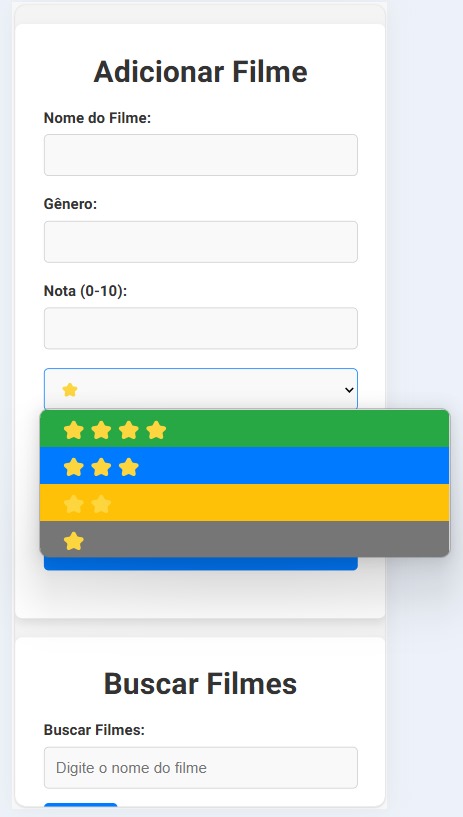 Adicionar Filme
Nome do Filme:
Gênero:
Nota (0-10):
⭐
⭐⭐⭐⭐
⭐⭐⭐
⭐⭐
⭐
Buscar Filmes
Buscar Filmes:
Digite o nome do filme